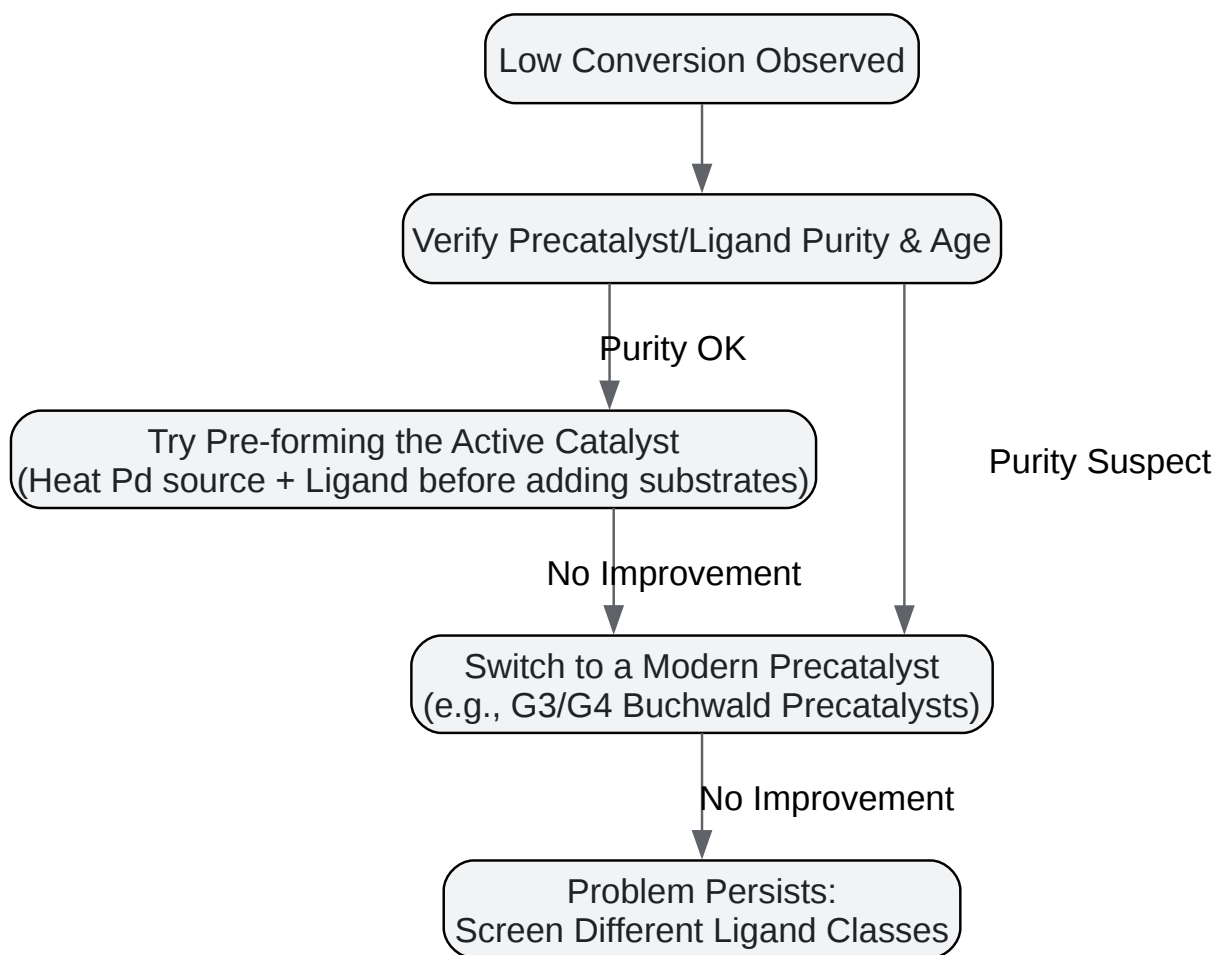 Low Conversion Observed
Verify Precatalyst/Ligand Purity & Age
Purity OK
Try Pre-forming the Active Catalyst
(Heat Pd source + Ligand before adding substrates)
Purity Suspect
No Improvement
Switch to a Modern Precatalyst
(e.g., G3/G4 Buchwald Precatalysts)
No Improvement
Problem Persists:
Screen Different Ligand Classes